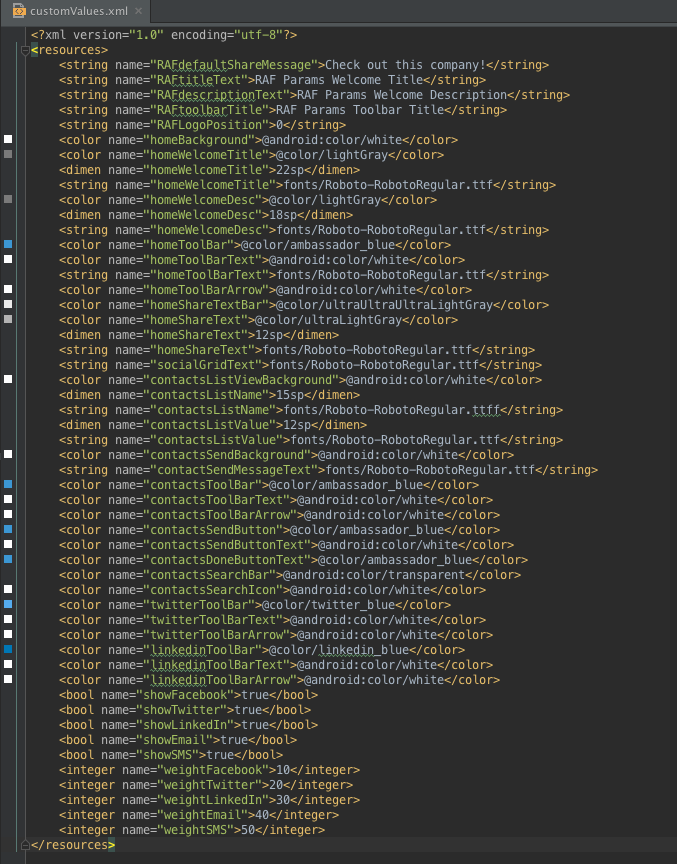 customValues.xml
<?xml version="1.0" encoding="utf-8"?>
<resources>
<string name="RAFdefaultShareMessage">Check out this company!</string>
<string name="RAFtitleText">RAF Params Welcome Title</string>
<string name="RAFdescriptionText">RAF Params Welcome Description</string>
<string name="RAFtoolbarTitle">RAF Params Toolbar Title</string>
<string name="RAFLogoPosition">0</string>
<color name="homeBackground">@android:color/white</color>
<color name="homeWelcomeTitle">@color/lightGray</color>
<dimen name="homeWelcomeTitle">22sp</dimen>
<string name="homeWelcomeTitle">fonts/Roboto-RobotoRegular.ttf</string>
<color name="homeWelcomeDesc">@color/lightGray</color>
<dimen name="homeWelcomeDesc">18sp</dimen>
<string name="homeWelcomeDesc">fonts/Roboto-RobotoRegular.ttf</string>
<color name="homeToolBar">@color/ambassador_blue</color>
<color name="homeToolBarText">@android:color/white</color>
<string name="homeToolBarText">fonts/Roboto-RobotoRegular.ttf</string>
<color name="homeToolBarArrow">@android:color/white</color>
<color name="homeShareTextBar">@color/ultraUltraUltraLightGray</color>
<color name="homeShareText">@color/ultraLightGray</color>
<dimen name="homeShareText">12sp</dimen>
<string name="homeShareText">fonts/Roboto-RobotoRegular.ttf</string>
<string name="socialGridText">fonts/Roboto-RobotoRegular.ttf</string>
<color name="contactsListViewBackground">@android:color/white</color>
<dimen name="contactsListName">15sp</dimen>
<string name="contactsListName">fonts/Roboto-RobotoRegular.ttff</string>
<dimen name="contactsListValue">12sp</dimen>
<string name="contactsListValue">fonts/Roboto-RobotoRegular.ttf</string>
<color name="contactsSendBackground">@android:color/white</color>
<string name="contactSendMessageText">fonts/Roboto-RobotoRegular.ttf</string>
<color name="contactsToolBar">@color/ambassador_blue</color>
<color name="contactsToolBarText">@android:color/white</color>
<color name="contactsToolBarArrow">@android:color/white</color>
<color name="contactsSendButton">@color/ambassador_blue</color>
<color name="contactsSendButtonText">@android:color/white</color>
<color name="contactsDoneButtonText">@color/ambassador_blue</color>
<color name="contactsSearchBar">@android:color/transparent</color>
<color name="contactsSearchIcon">@android:color/white</color>
<color name="twitterToolBar">@color/twitter_blue</color>
<color name="twitterToolBarText">@android:color/white</color>
<color name="twitterToolBarArrow">@android:color/white</color>
<color name="linkedinToolBar">@color/linkedin_blue</color>
<color name="linkedinToolBarText">@android:color/white</color>
<color name="linkedinToolBarArrow">@android:color/white</color>
<bool name="showFacebook">true</bool>
<bool name="showTwitter">true</bool>
<bool name="showLinkedIn">true</bool>
<bool name="showEmail">true</bool>
<bool name="showSMS">true</bool>
<integer name="weightFacebook">10</integer>
<integer name="weightTwitter">20</integer>
<integer name="weightLinkedIn">30</integer>
<integer name="weightEmail">40</integer>
<integer name="weightSMS">50</integer>
</resources>